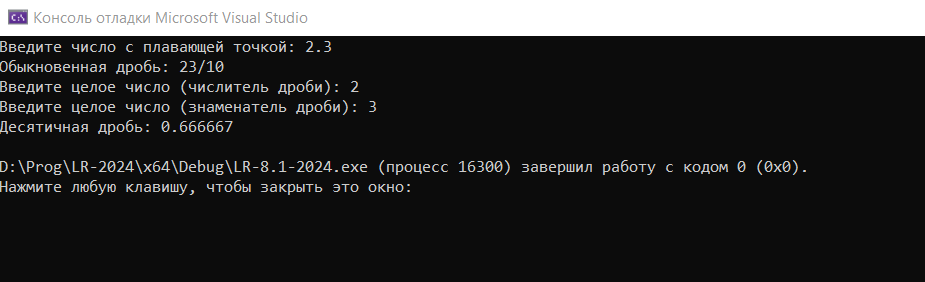 Консоль отладки Microsoft Visual Studio
Введите число с плавающей точкой: 2.3
Обыкновенная дробь: 23/10
Введите целое число (числитель дроби): 2
Введите целое число (знаменатель дроби): 3
Десятичная дробь: 0.666667
D:\Prog\LR-2024\x64\Debug\LR-8.1-2024.exe (процесс 16300) завершил работу с кодом 0 (0x0).
Нажмите любую клавишу, чтобы закрыть это окно: